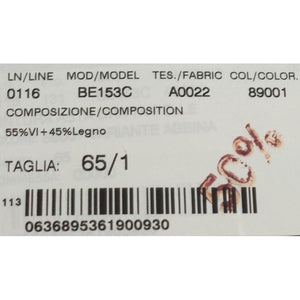 LN/LINE MOD/MODEL TES./FABRIC COL/COLOR.
0116 BE153C A0022 89001
COMPOSIZIONE/COMPOSITION
55%VI+45%Legno
TAGLIA: 65/1
50%
113
0636895361900930